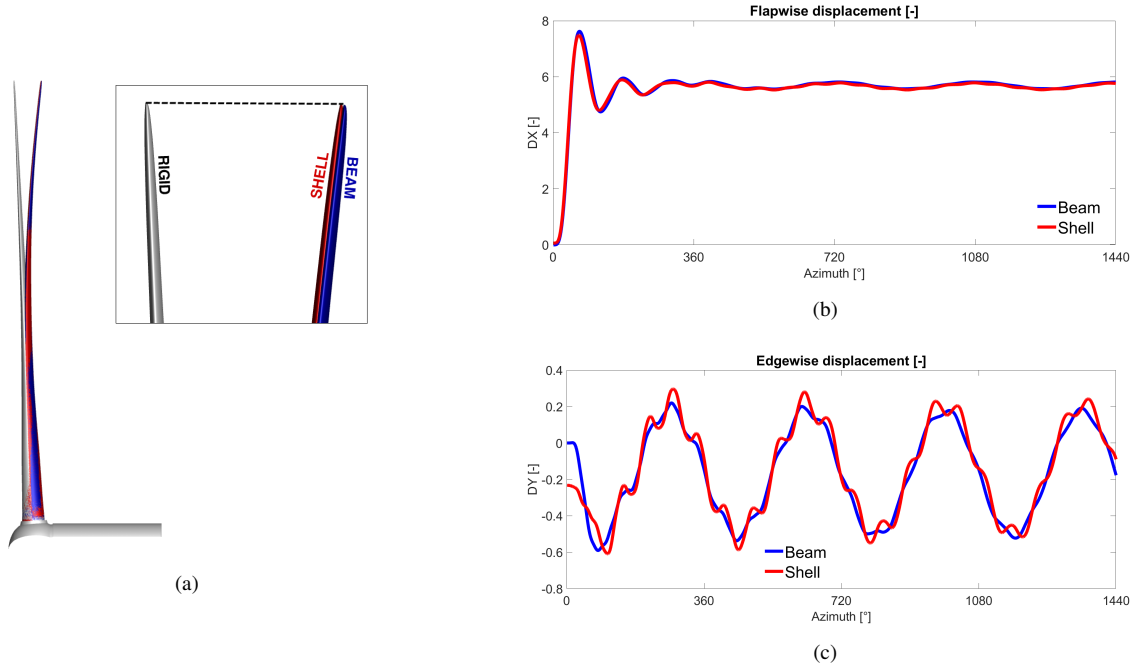 RIGID
SHELL
BEAM
(a)
Flapwise displacement [-]
DX [-]
8
6
4
2
0
0 360 720 1080 1440
Azimuth [°]
Beam
Shell
(b)
Edgewise displacement [-]
DY [-]
0.4
0.2
0
-0.2
-0.4
-0.6
-0.8
0 360 720 1080 1440
Azimuth [°]
Beam
Shell
(c)